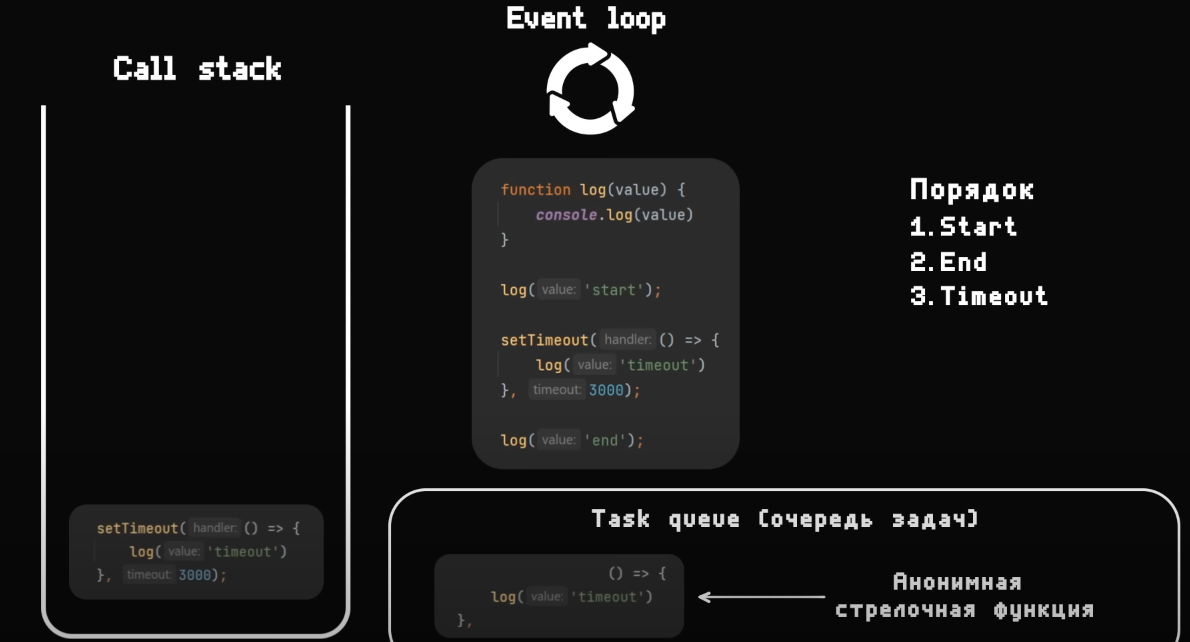 Event loop
Call stack
function log(value) {
console.log(value)
}
log( value: 'start');
setTimeout( handler: () => {
log( value: 'timeout')
}, timeout: 3000);
log( value: 'end');
Порядок
1.Start
2.End
3.Timeout
setTimeout( handler: () => {
log( value: 'timeout')
}, timeout: 3000);
Task queue (очередь задач)
() => {
log( value: 'timeout')
},
Анонимная
стрелочная функция